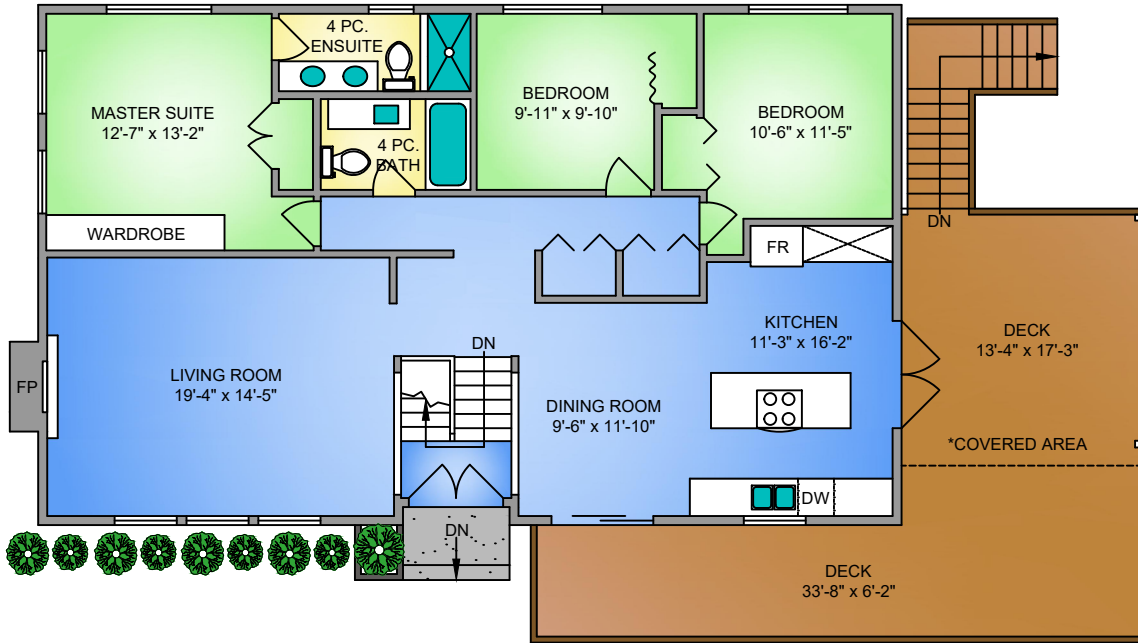 4 PC.
ENSUITE
MASTER SUITE
12'-7" x 13'-2"
BEDROOM
9'-11" x 9'-10"
BEDROOM
10'-6" x 11'-5"
4 PC.
BATH
WARDROBE
FR
DN
KITCHEN
11'-3" x 16'-2"
DECK
13'-4" x 17'-3"
DN
FP
LIVING ROOM
19'-4" x 14'-5"
DINING ROOM
9'-6" x 11'-10"
*COVERED AREA
DW
DN
DECK
33'-8" x 6'-2"